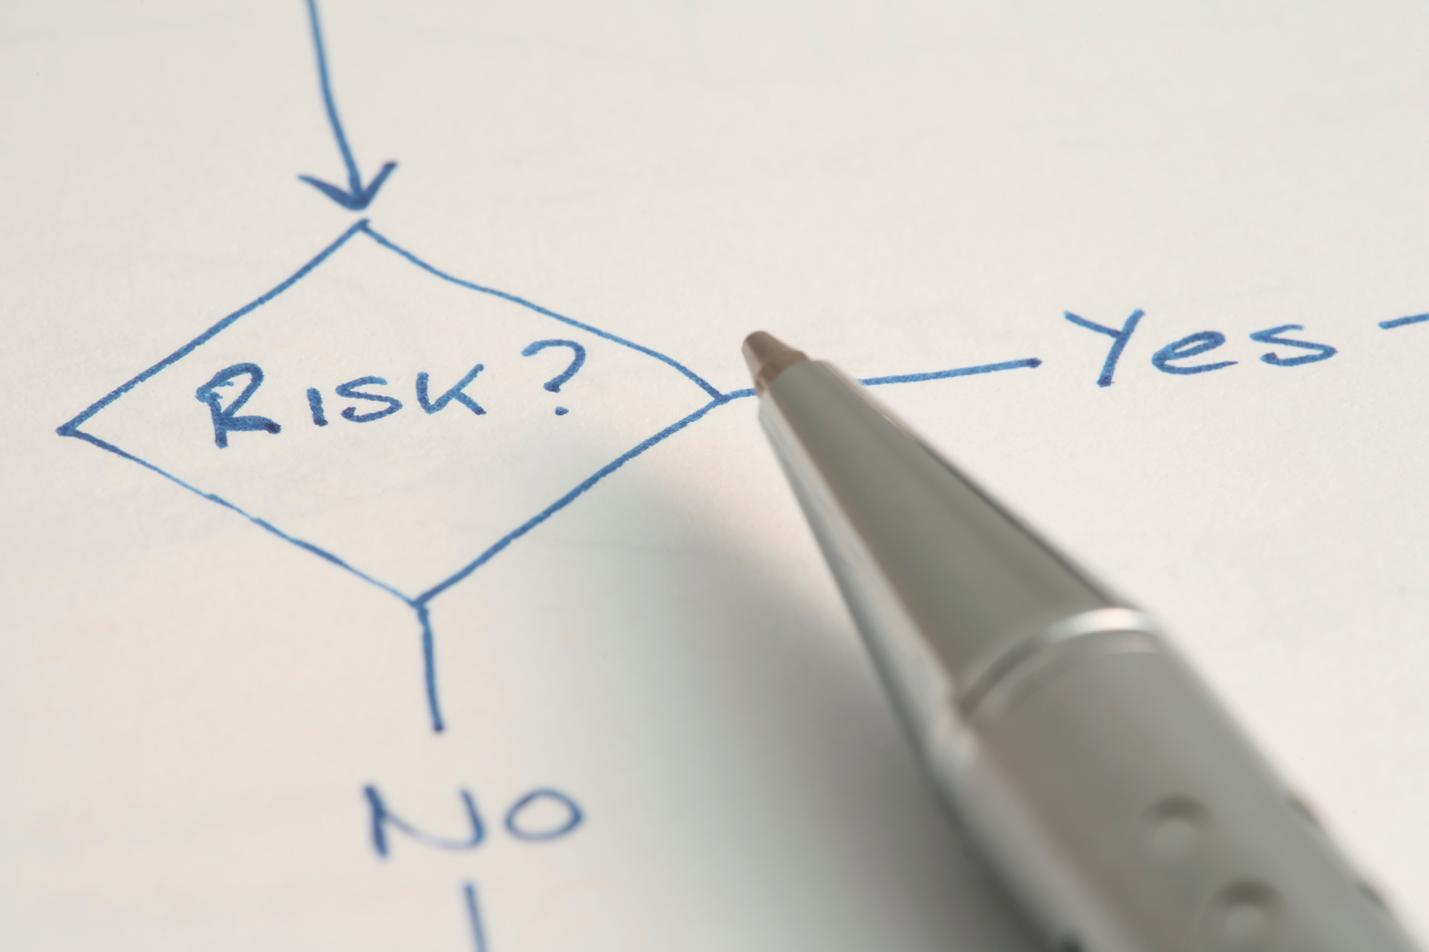 RISK?
Yes
NO